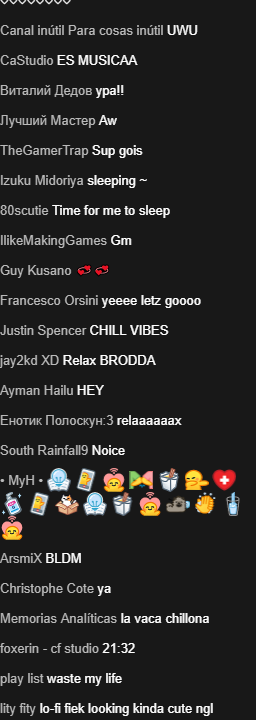 Canal inútil Para cosas inútil UWU
CaStudio ES MUSICAA
Виталий Дедов ура!!
Лучший Мастер Aw
TheGamerTrap Sup gois
Izuku Midoriya sleeping ~
80scutie Time for me to sleep
IlikeMakingGames Gm
Guy Kusano
Francesco Orsini yeeee letz goooo
Justin Spencer CHILL VIBES
jay2kd XD Relax BRODDA
Ayman Hailu HEY
Енотик Полоскун:3 relaaaaaax
South Rainfall9 Noice
• MyH •
ArsmiX BLDM
Christophe Cote ya
Memorias Analíticas la vaca chillona
foxerin - cf studio 21:32
play list waste my life
lity fity lo-fi fiek looking kinda cute ngl